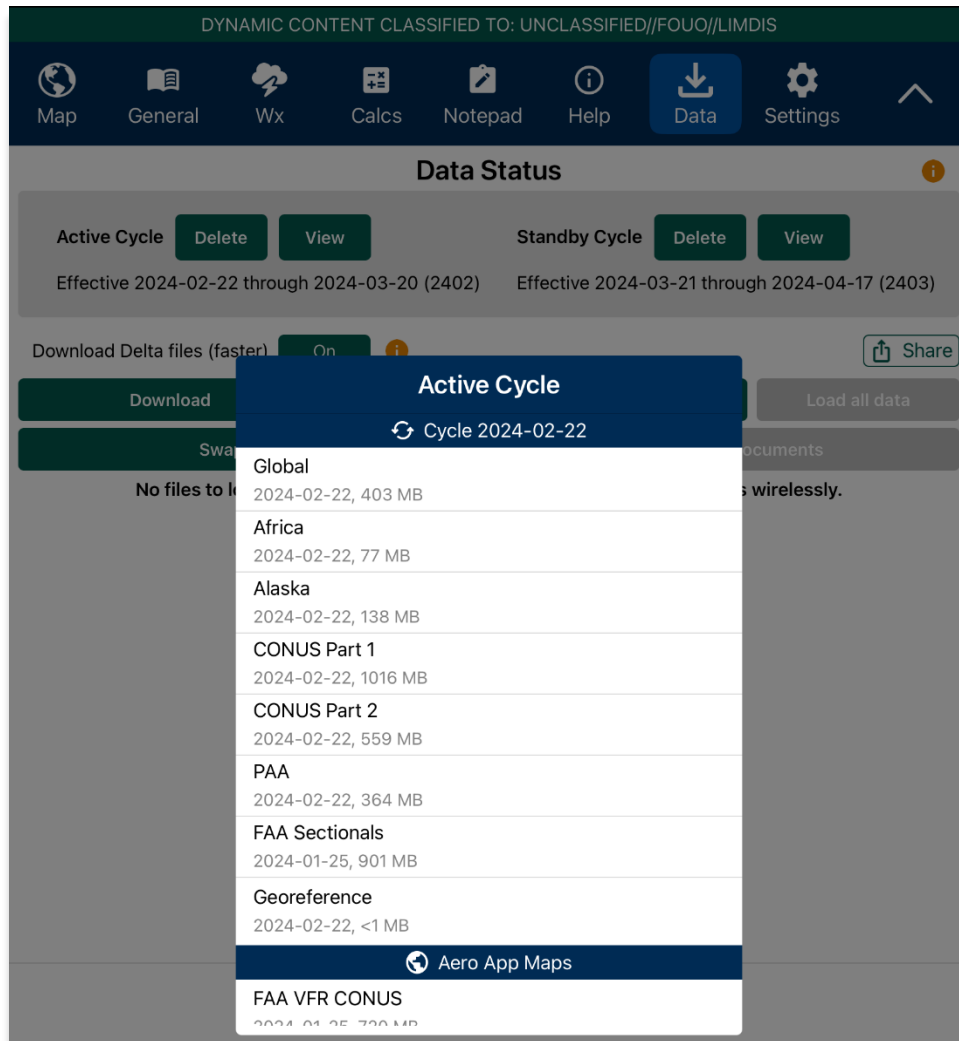 DYNAMIC CONTENT CLASSIFIED TO: UNCLASSIFIED//FOUO//LIMDIS
Map General Wx Calcs Notepad Help Data Settings
Data Status
Active Cycle Delete View Standby Cycle Delete View
Effective 2024-02-22 through 2024-03-20 (2402) Effective 2024-03-21 through 2024-04-17 (2403)
Download Delta files (faster) On Share
Download Load all data
Active Cycle
Cycle 2024-02-22
No files to wirelessly.
Global
2024-02-22, 403 MB
Africa
2024-02-22, 77 MB
Alaska
2024-02-22, 138 MB
CONUS Part 1
2024-02-22, 1016 MB
CONUS Part 2
2024-02-22, 559 MB
PAA
2024-02-22, 364 MB
FAA Sectionals
2024-01-25, 901 MB
Georeference
2024-02-22, <1 MB
Aero App Maps
FAA VFR CONUS
2024-01-25, 720 MB